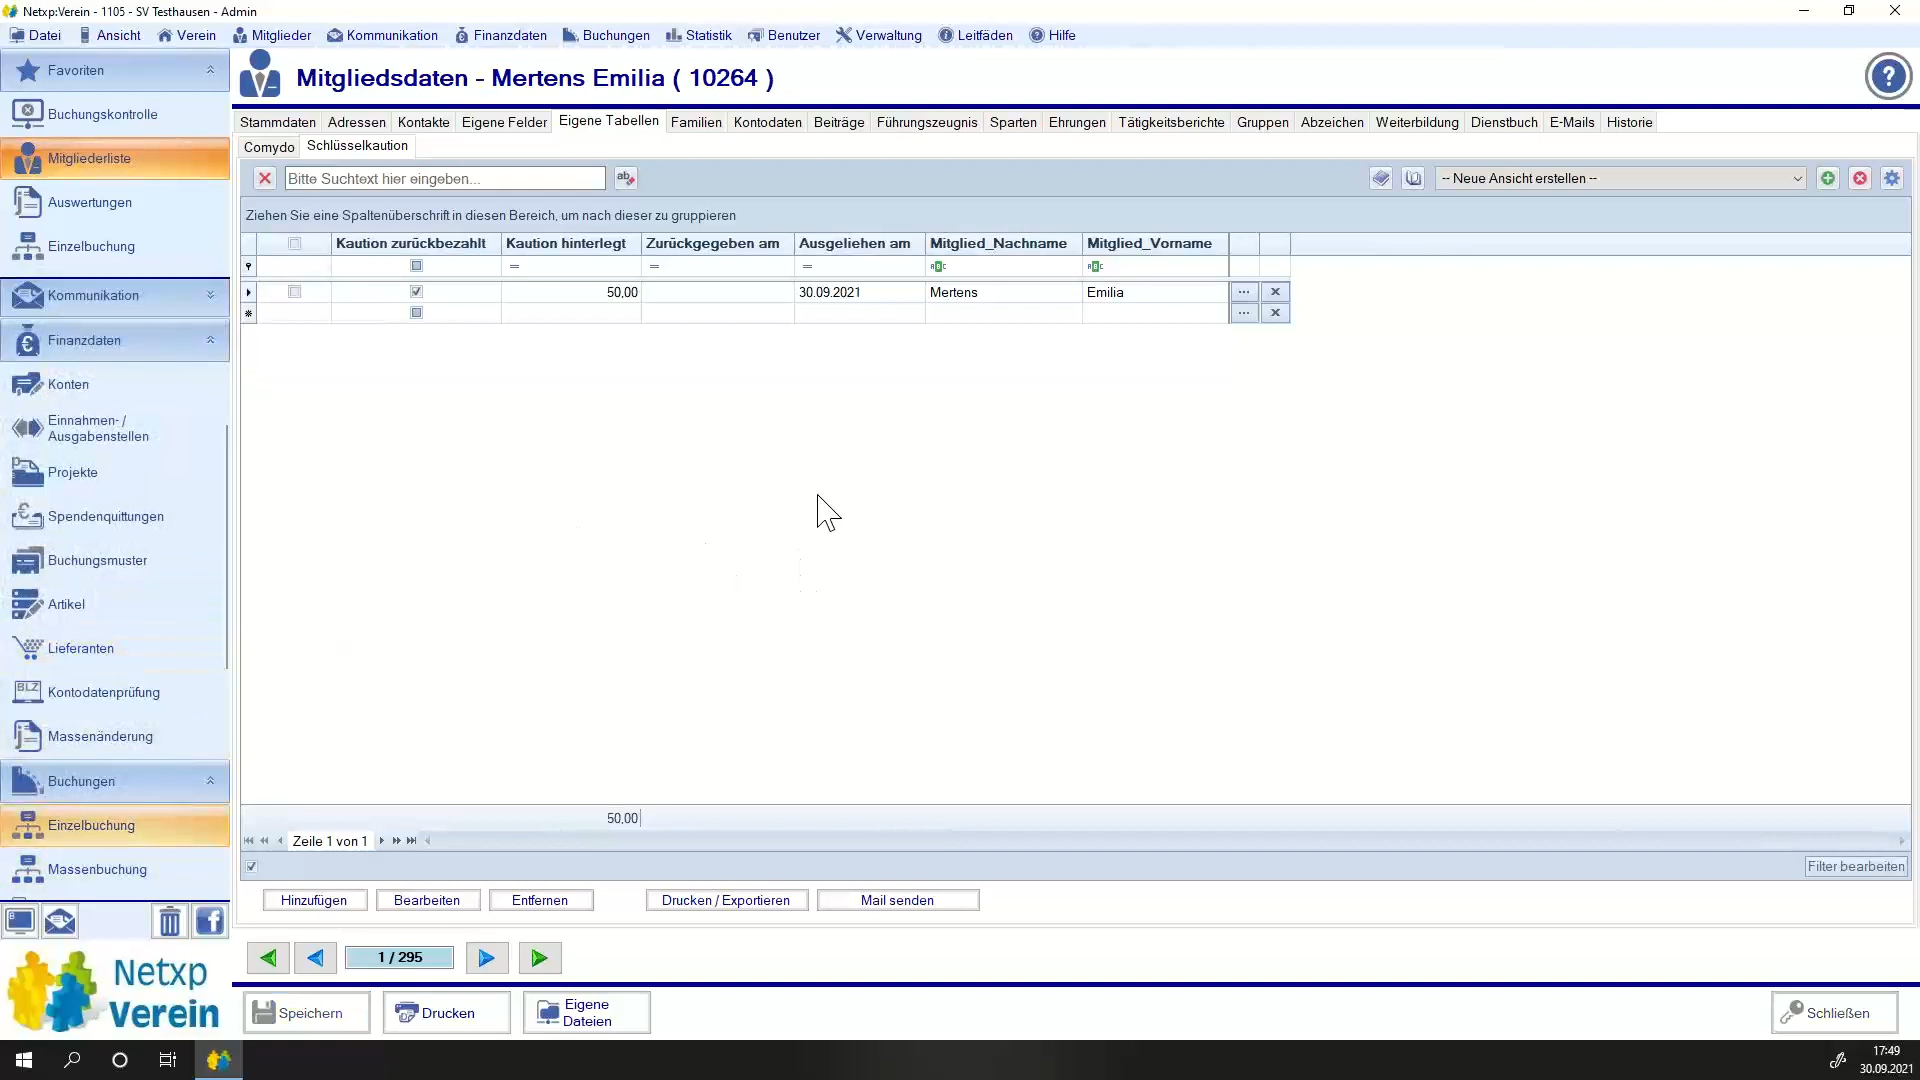 Netxp:Verein - 1105 - SV Testhausen - Admin
Datei Ansicht Verein Mitglieder Kommunikation Finanzdaten Buchungen Statistik Benutzer Verwaltung Leitfäden Hilfe
Favoriten
Buchungskontrolle
Mitgliederliste
Auswertungen
Einzelbuchung
Kommunikation
Finanzdaten
Konten
Einnahmen- /
Ausgabenstellen
Projekte
Spendenquittungen
Buchungsmuster
Artikel
Lieferanten
BLZ
Kontodatenprüfung
Massenänderung
Buchungen
Einzelbuchung
Massenbuchung
Netxp
Verein
Mitgliedsdaten - Mertens Emilia ( 10264 )
Stammdaten Adressen Kontakte Eigene Felder Eigene Tabellen Familien Kontodaten Beiträge Führungszeugnis Sparten Ehrungen Tätigkeitsberichte Gruppen Abzeichen Weiterbildung Dienstbuch E-Mails Historie
Comydo Schlüsselkaution
Bitte Suchtext hier eingeben... -- Neue Ansicht erstellen --
Ziehen Sie eine Spaltenüberschrift in diesen Bereich, um nach dieser zu gruppieren
Kaution zurückbezahlt Kaution hinterlegt Zurückgegeben am Ausgeliehen am Mitglied_Nachname Mitglied_Vorname
= = =
50,00 30.09.2021 Mertens Emilia
50,00
Zeile 1 von 1
Filter bearbeiten
Hinzufügen Bearbeiten Entfernen Drucken / Exportieren Mail senden
1 / 295
Speichern Drucken Eigene
Dateien
Schließen
17:49
30.09.2021